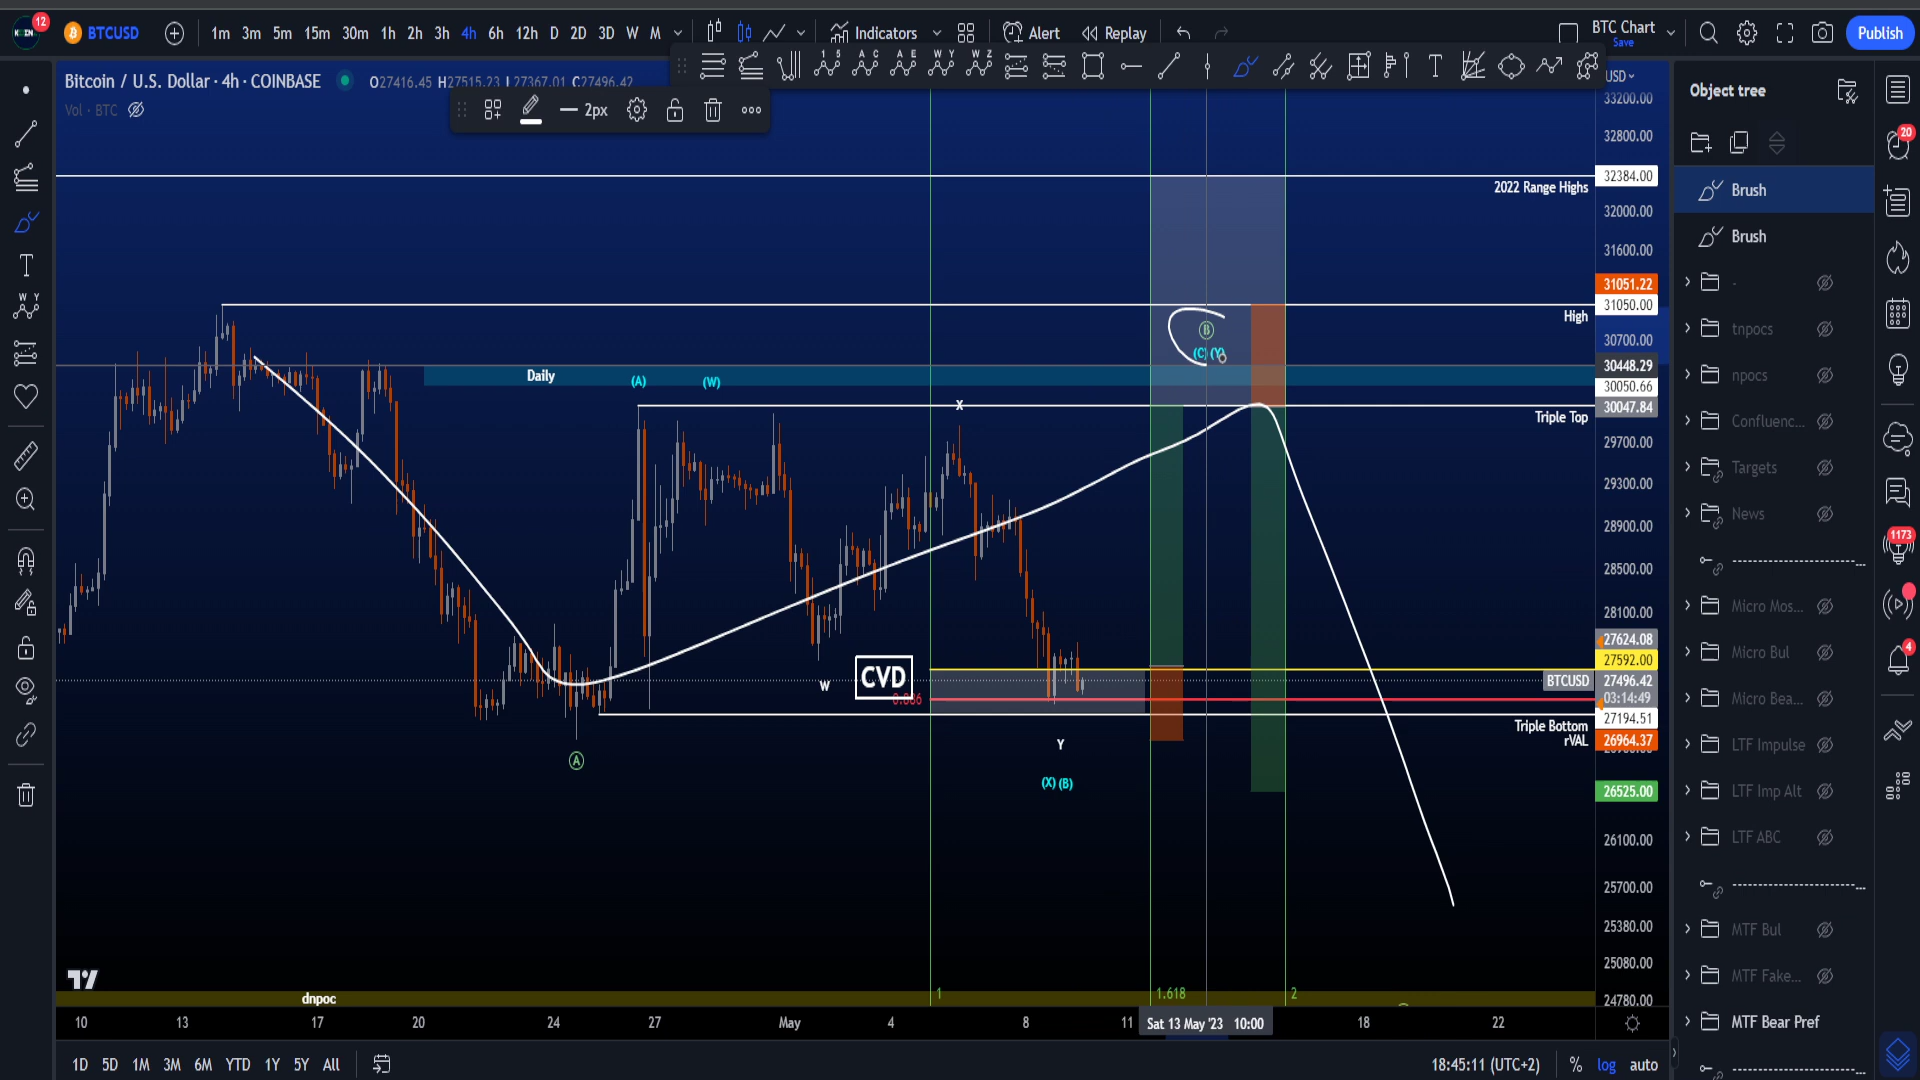 12
BTCUSD
1m 3m 5m 15m 30m 1h 2h 3h 4h 6h 12h D 2D 3D W M
Indicators
Alert
Replay
BTC Chart
Save
Publish
Bitcoin / U.S. Dollar · 4h · COINBASE
O27416.45 H27515.23 L27367.01 C27496.42
Vol · BTC
2px
USD
33200.00
32800.00
2022 Range Highs
32384.00
32000.00
31600.00
31051.22
31050.00
High
30700.00
30448.29
30050.66
30047.84
Triple Top
Daily
(A)
(W)
X
B
(C) (Y)
29700.00
29300.00
28900.00
28500.00
28100.00
27624.08
27592.00
BTCUSD
27496.42
03:14:49
27194.51
26964.37
CVD
0.886
W
Triple Bottom
rVAL
Y
A
(X) (B)
26525.00
26100.00
25700.00
25380.00
25080.00
24780.00
dnpoc
1
1.618
2
10 13 17 20 24 27 May 4 8 11 Sat 13 May '23 10:00 18 22
1D 5D 1M 3M 6M YTD 1Y 5Y All
18:45:11 (UTC+2)
%
log
auto
Object tree
Brush
Brush
-
tnpocs
npocs
Confluenc...
Targets
News
Micro Mos...
Micro Bul
Micro Bea...
LTF Impulse
LTF Imp Alt
LTF ABC
MTF Bul
MTF Fake...
MTF Bear Pref
20
1173
4